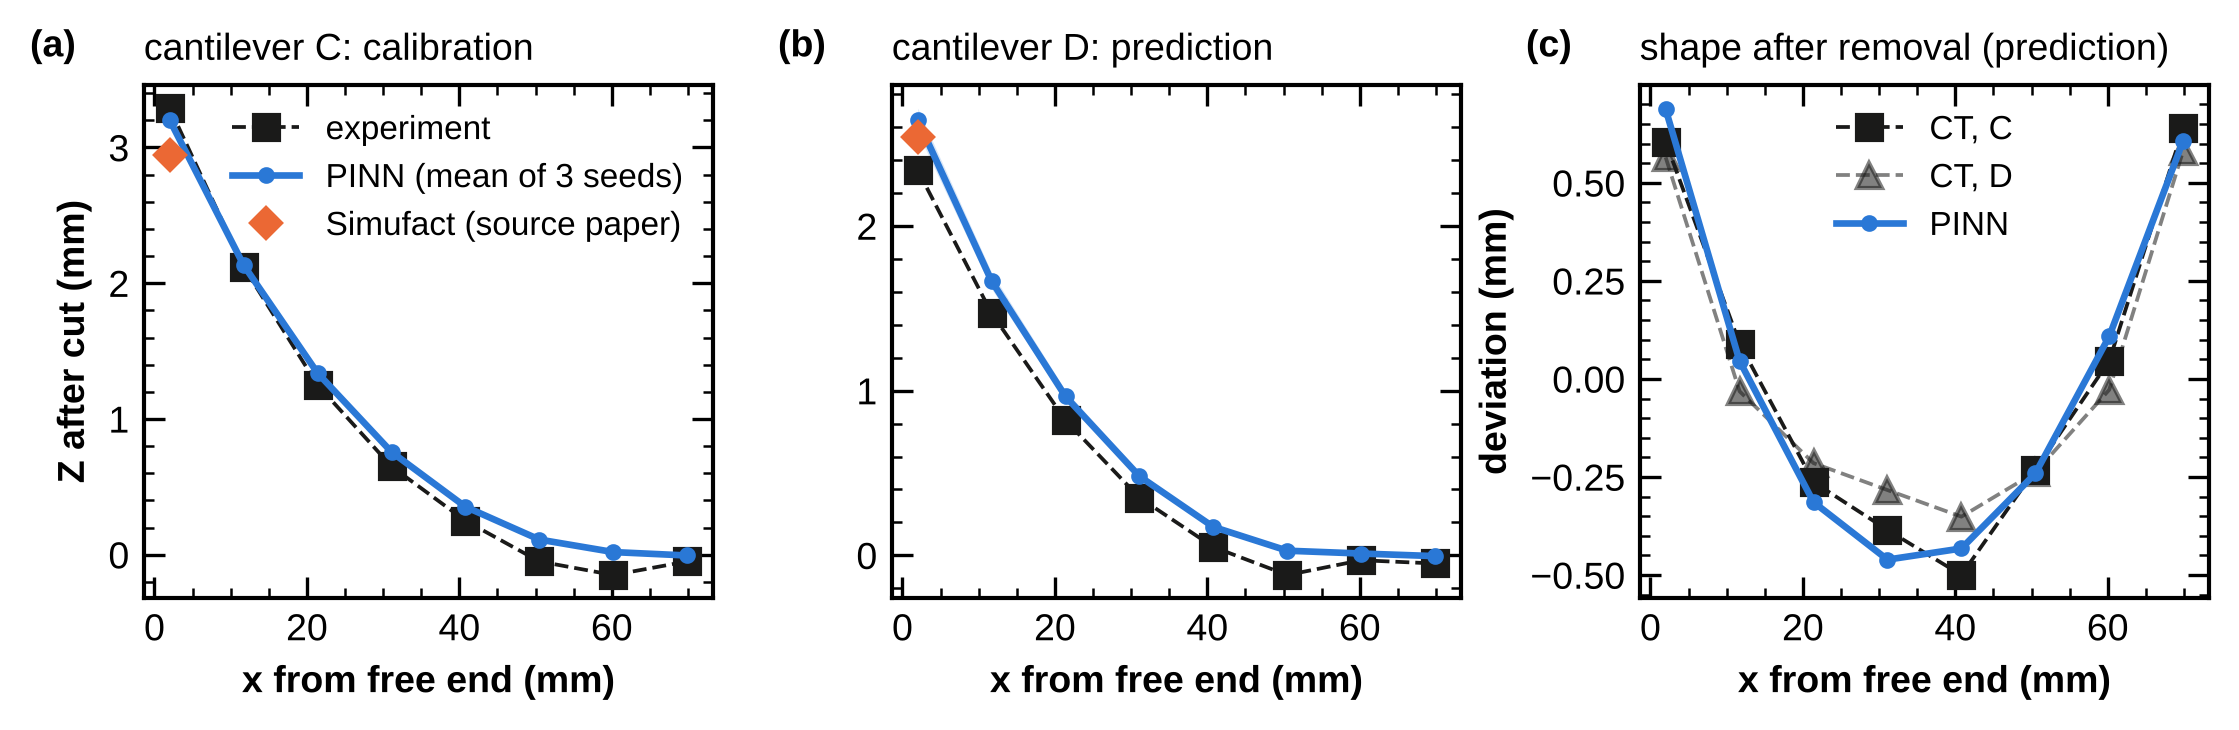 (a) cantilever C: calibration
experiment
PINN (mean of 3 seeds)
Simufact (source paper)
Z after cut (mm)
3
2
1
0
0 20 40 60
x from free end (mm)
(b) cantilever D: prediction
2
1
0
0 20 40 60
x from free end (mm)
(c) shape after removal (prediction)
CT, C
CT, D
PINN
deviation (mm)
0.50
0.25
0.00
−0.25
−0.50
0 20 40 60
x from free end (mm)